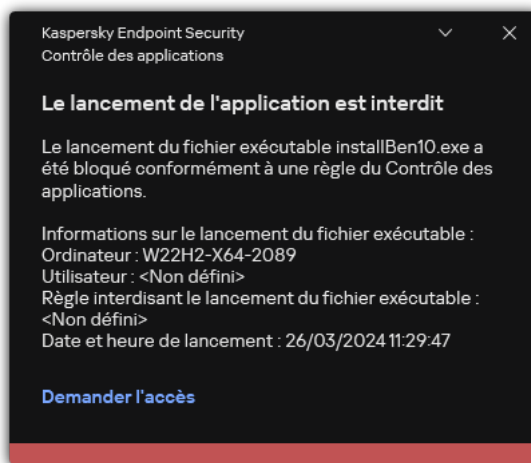 Kaspersky Endpoint Security
Contrôle des applications
Le lancement de l'application est interdit
Le lancement du fichier exécutable installBen10.exe a
été bloqué conformément à une règle du Contrôle des
applications.
Informations sur le lancement du fichier exécutable :
Ordinateur : W22H2-X64-2089
Utilisateur : <Non défini>
Règle interdisant le lancement du fichier exécutable :
<Non défini>
Date et heure de lancement : 26/03/2024 11:29:47
Demander l'accès